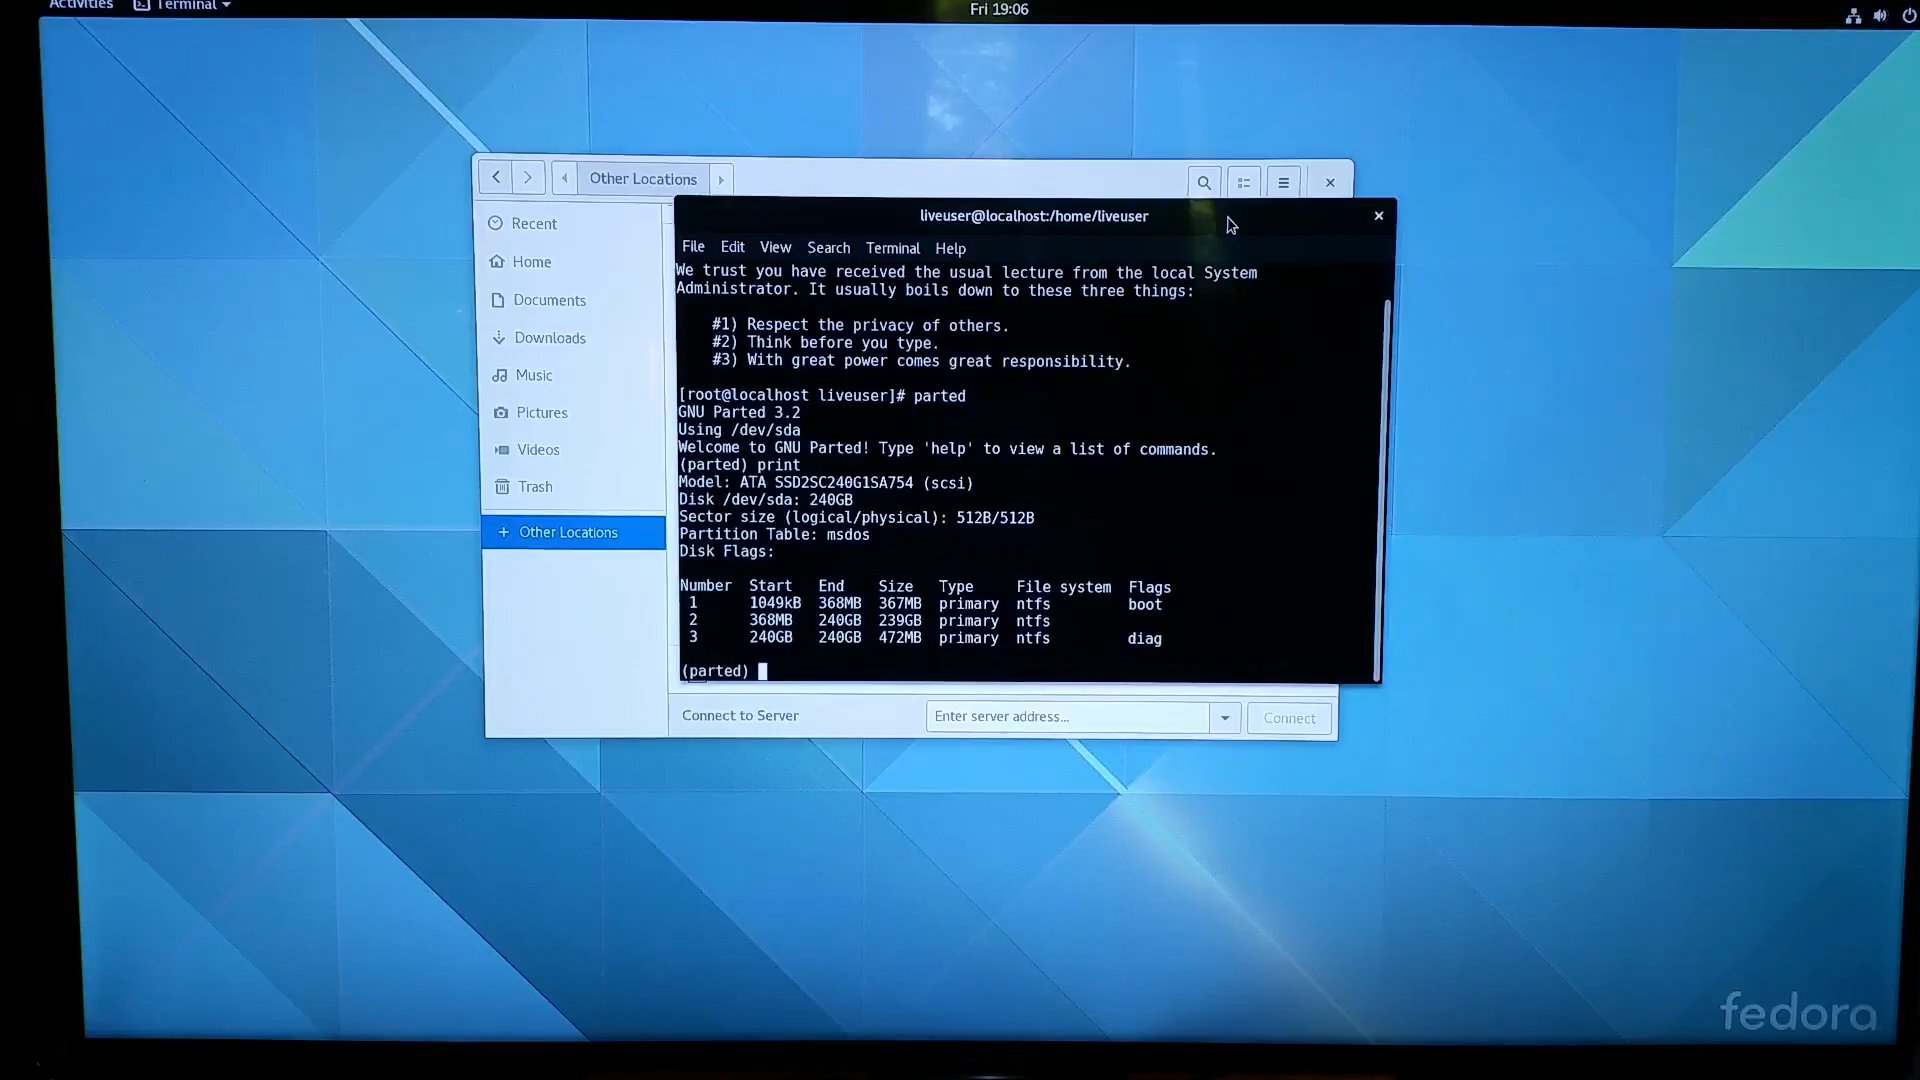 Activities Terminal
Fri 19:06
Other Locations
Recent
Home
Documents
Downloads
Music
Pictures
Videos
Trash
+ Other Locations
liveuser@localhost:/home/liveuser
File Edit View Search Terminal Help
We trust you have received the usual lecture from the local System
Administrator. It usually boils down to these three things:
#1) Respect the privacy of others.
#2) Think before you type.
#3) With great power comes great responsibility.
[root@localhost liveuser]# parted
GNU Parted 3.2
Using /dev/sda
Welcome to GNU Parted! Type 'help' to view a list of commands.
(parted) print
Model: ATA SSD2SC240G1SA754 (scsi)
Disk /dev/sda: 240GB
Sector size (logical/physical): 512B/512B
Partition Table: msdos
Disk Flags:
Number Start End Size Type File system Flags
1 1049kB 368MB 367MB primary ntfs boot
2 368MB 240GB 239GB primary ntfs
3 240GB 240GB 472MB primary ntfs diag
(parted)
Connect to Server
Enter server address...
Connect
fedora